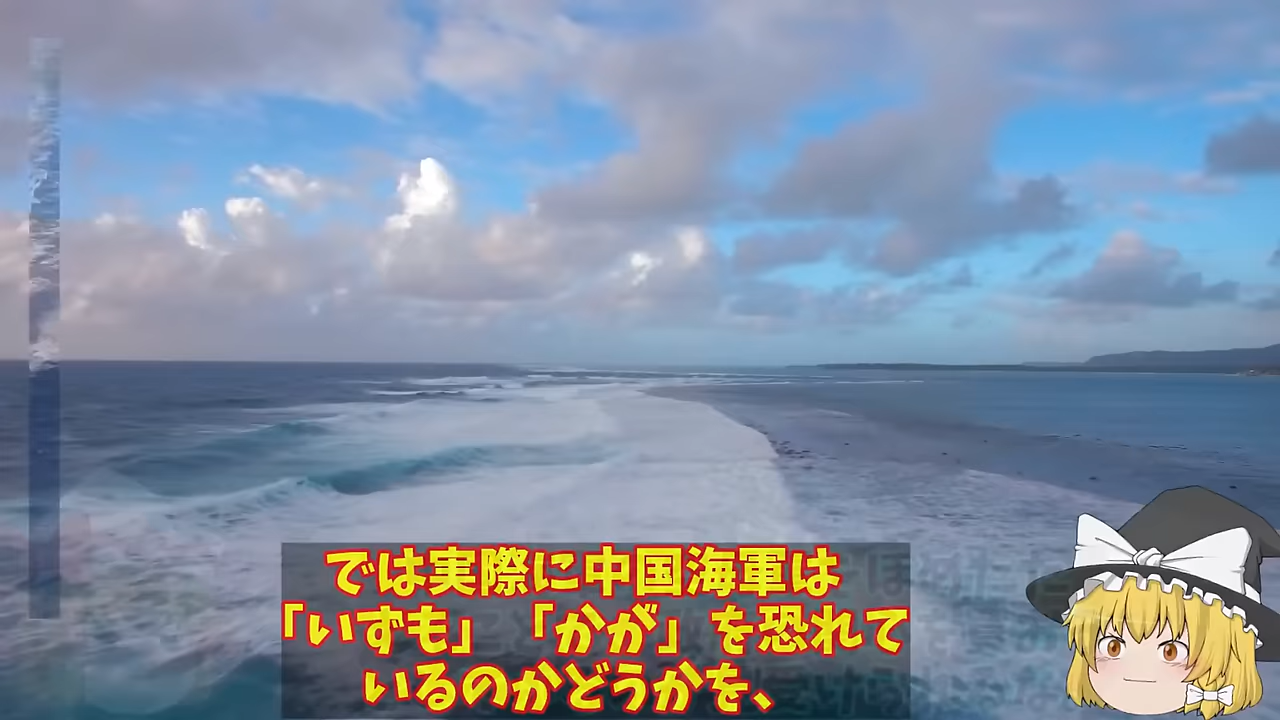 では実際に中国海軍は
「いずも」「かが」を恐れて
いるのかどうかを、